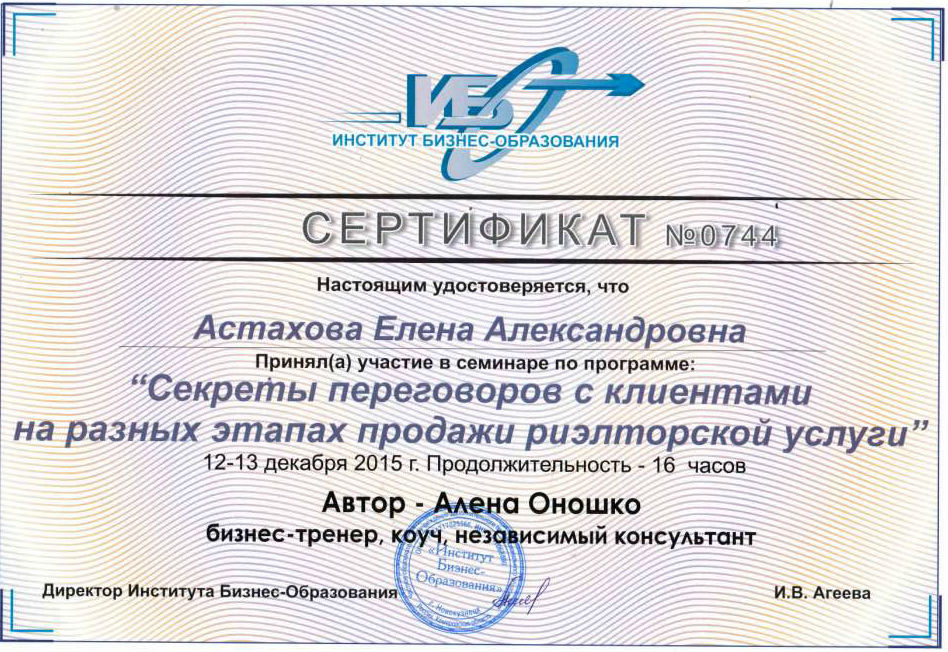 ИБО
ИНСТИТУТ БИЗНЕС-ОБРАЗОВАНИЯ
СЕРТИФИКАТ №0744
Настоящим удостоверяется, что
Астахова Елена Александровна
Принял(а) участие в семинаре по программе:
“Секреты переговоров с клиентами
на разных этапах продажи риэлторской услуги”
12-13 декабря 2015 г. Продолжительность - 16 часов
Автор - Алена Оношко
бизнес-тренер, коуч, независимый консультант
«Институт
Бизнес-
Образования»
г. Новокузнецк
Директор Института Бизнес-Образования
И.В. Агеева